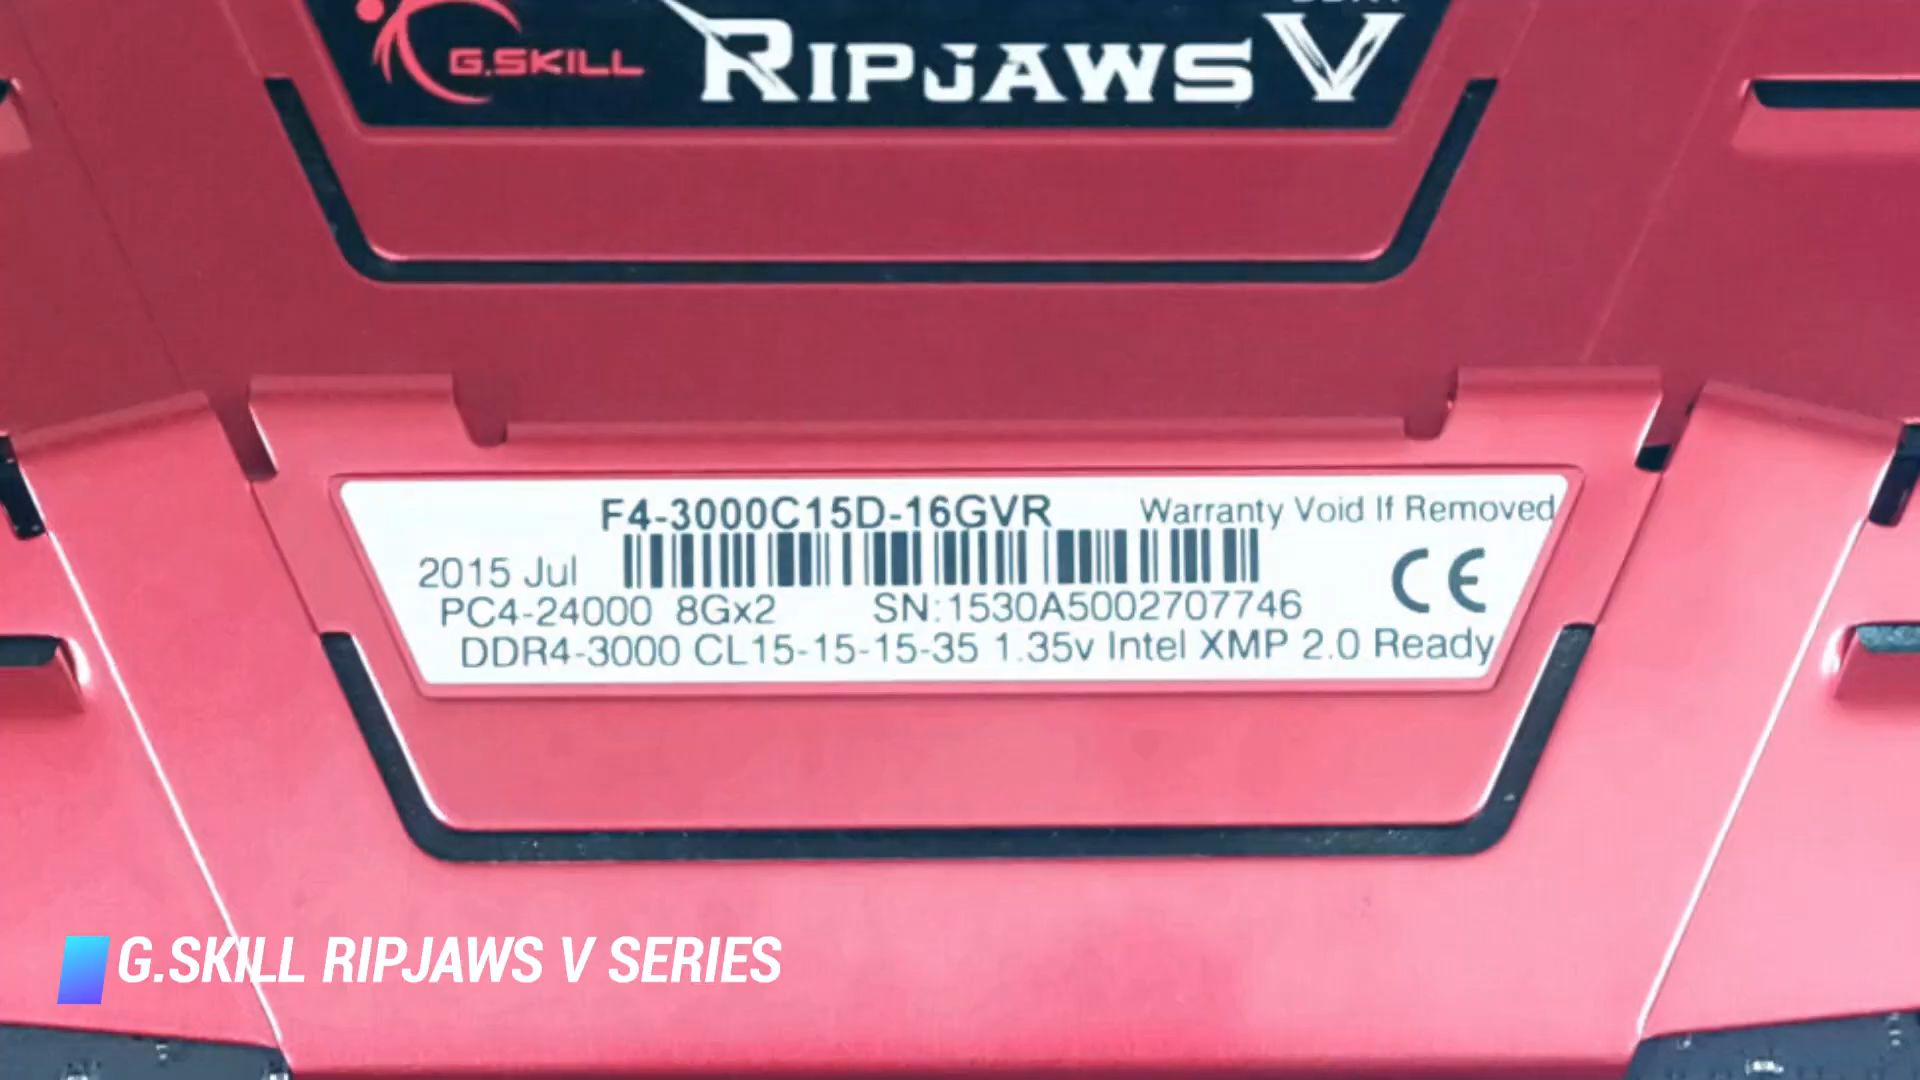 G.SKILL RIPJAWS V
F4-3000C15D-16GVR Warranty Void If Removed
2015 Jul
PC4-24000 8Gx2 SN:1530A5002707746 CE
DDR4-3000 CL15-15-15-35 1.35v Intel XMP 2.0 Ready
G.SKILL RIPJAWS V SERIES